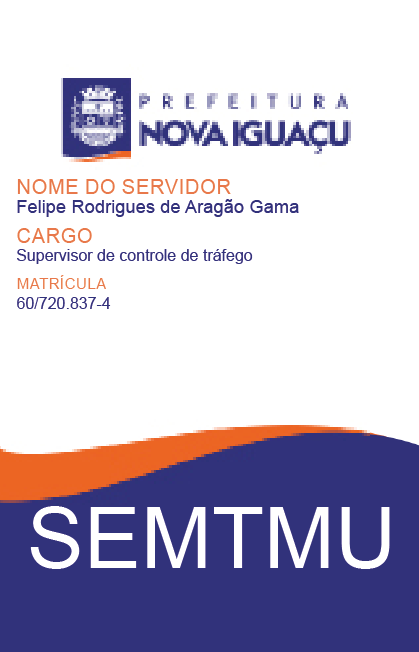 PREFEITURA
NOVA IGUAÇU
NOME DO SERVIDOR
Felipe Rodrigues de Aragão Gama
CARGO
Supervisor de controle de tráfego
MATRÍCULA
60/720.837-4
SEMTMU